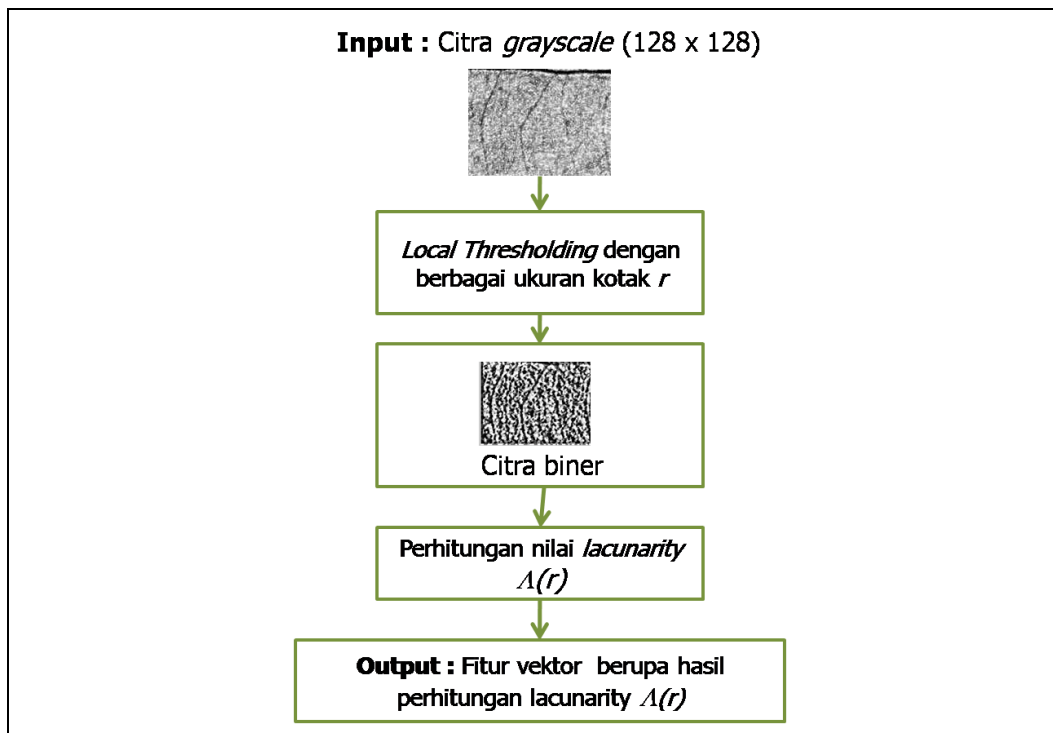 Input : Citra grayscale (128 x 128)
Local Thresholding dengan
berbagai ukuran kotak r
Citra biner
Perhitungan nilai lacunarity
Λ(r)
Output : Fitur vektor berupa hasil
perhitungan lacunarity Λ(r)